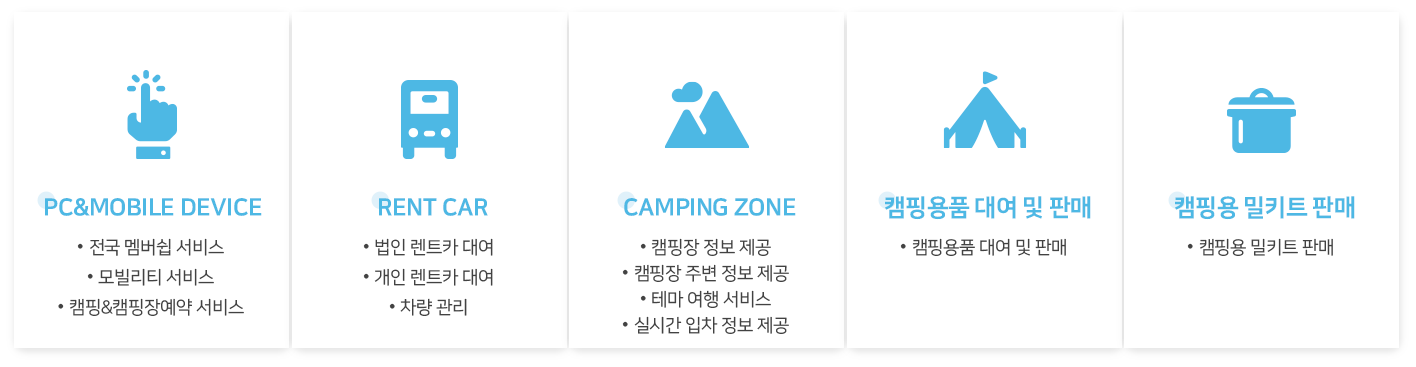 PC&MOBILE DEVICE
• 전국 멤버쉽 서비스
• 모빌리티 서비스
• 캠핑&캠핑장예약 서비스
RENT CAR
• 법인 렌트카 대여
• 개인 렌트카 대여
• 차량 관리
CAMPING ZONE
• 캠핑장 정보 제공
• 캠핑장 주변 정보 제공
• 테마 여행 서비스
• 실시간 입차 정보 제공
캠핑용품 대여 및 판매
• 캠핑용품 대여 및 판매
캠핑용 밀키트 판매
• 캠핑용 밀키트 판매